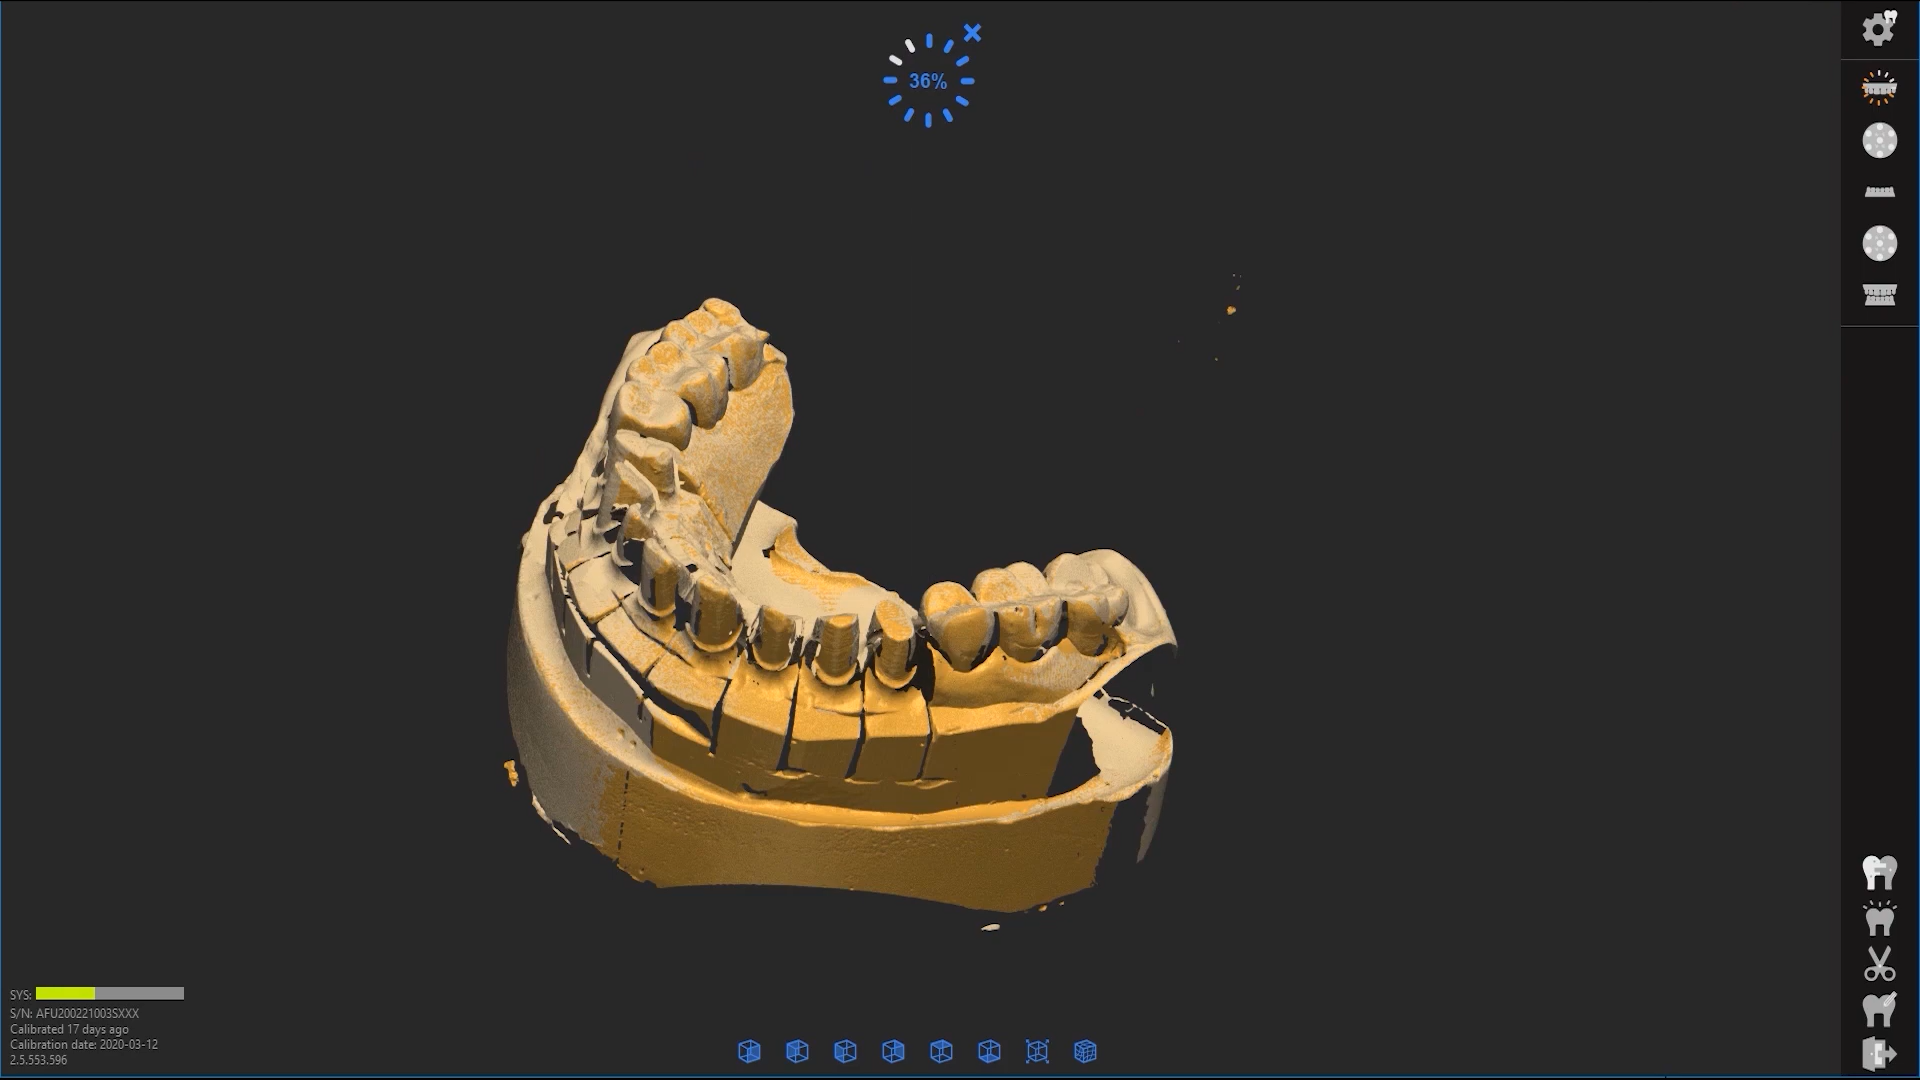 36%
SYS:
S/N: AFU200221003SXXX
Calibrated 17 days ago
Calibration date: 2020-03-12
2.5.553.596